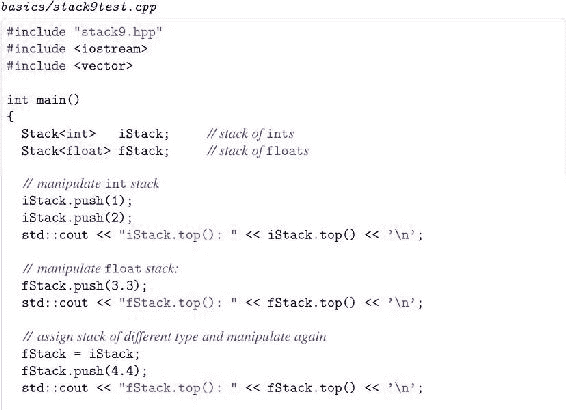 basics/stack9test.cpp
#include "stack9.hpp"
#include <iostream>
#include <vector>
int main()
{
Stack<int> iStack; // stack of ints
Stack<float> fStack; // stack of floats
// manipulate int stack
iStack.push(1);
iStack.push(2);
std::cout << "iStack.top(): " << iStack.top() << '\n';
// manipulate float stack:
fStack.push(3.3);
std::cout << "fStack.top(): " << fStack.top() << '\n';
// assign stack of different type and manipulate again
fStack = iStack;
fStack.push(4.4);
std::cout << "fStack.top(): " << fStack.top() << '\n';